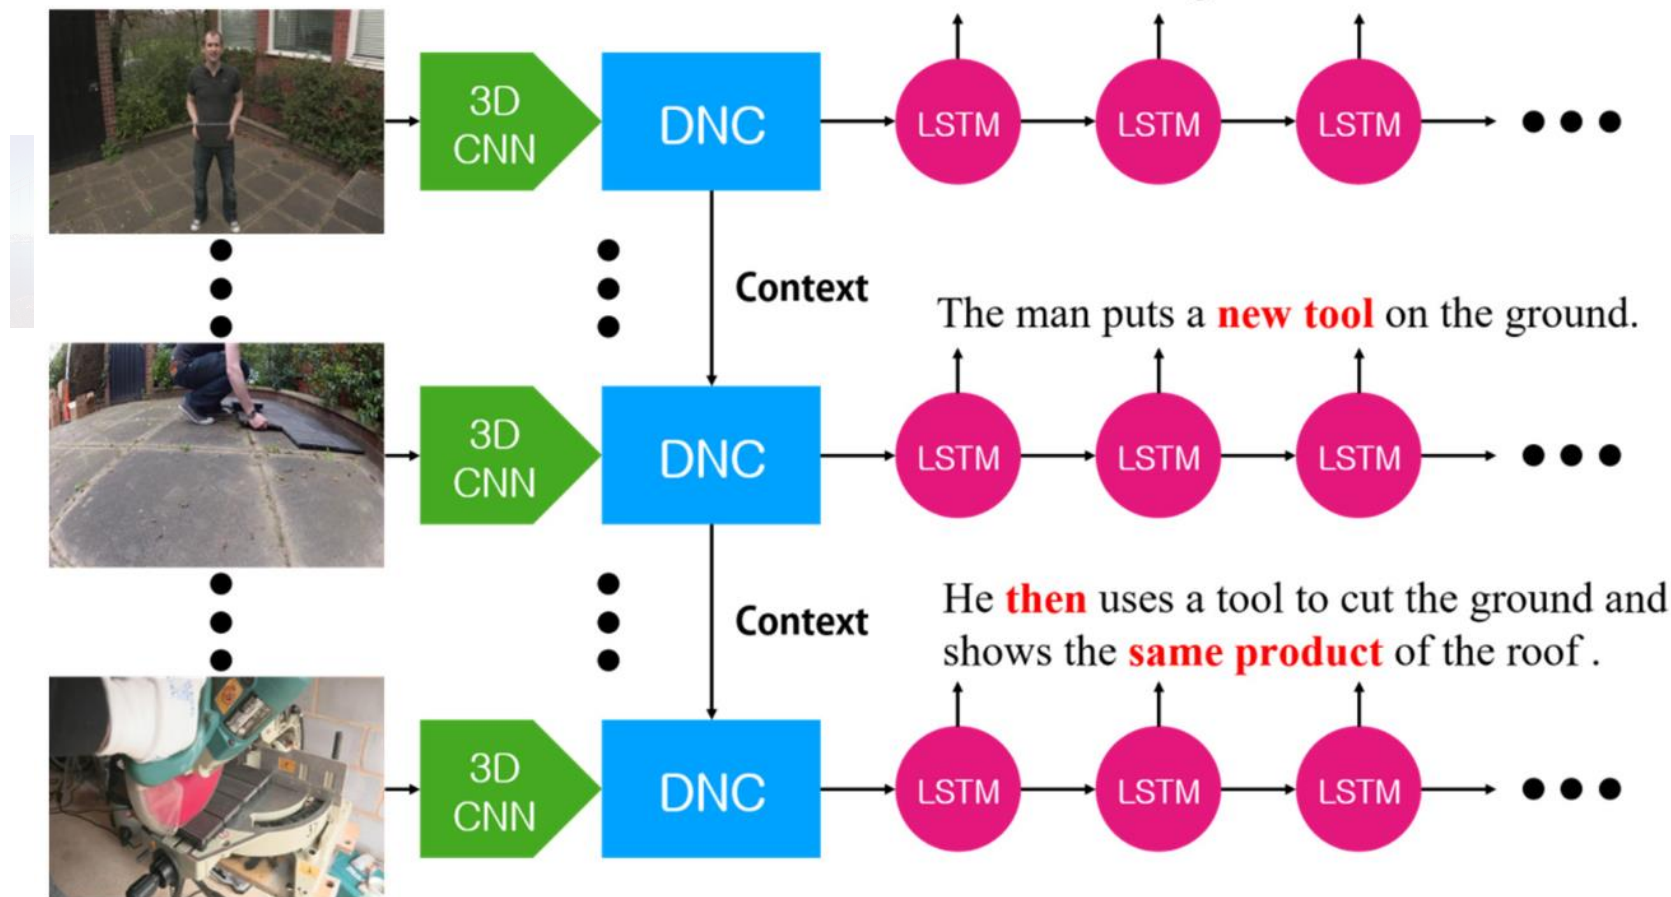 3D
CNN
DNC
LSTM LSTM LSTM
Context
The man puts a new tool on the ground.
3D
CNN
DNC
LSTM LSTM LSTM
Context
He then uses a tool to cut the ground and
shows the same product of the roof .
3D
CNN
DNC
LSTM LSTM LSTM